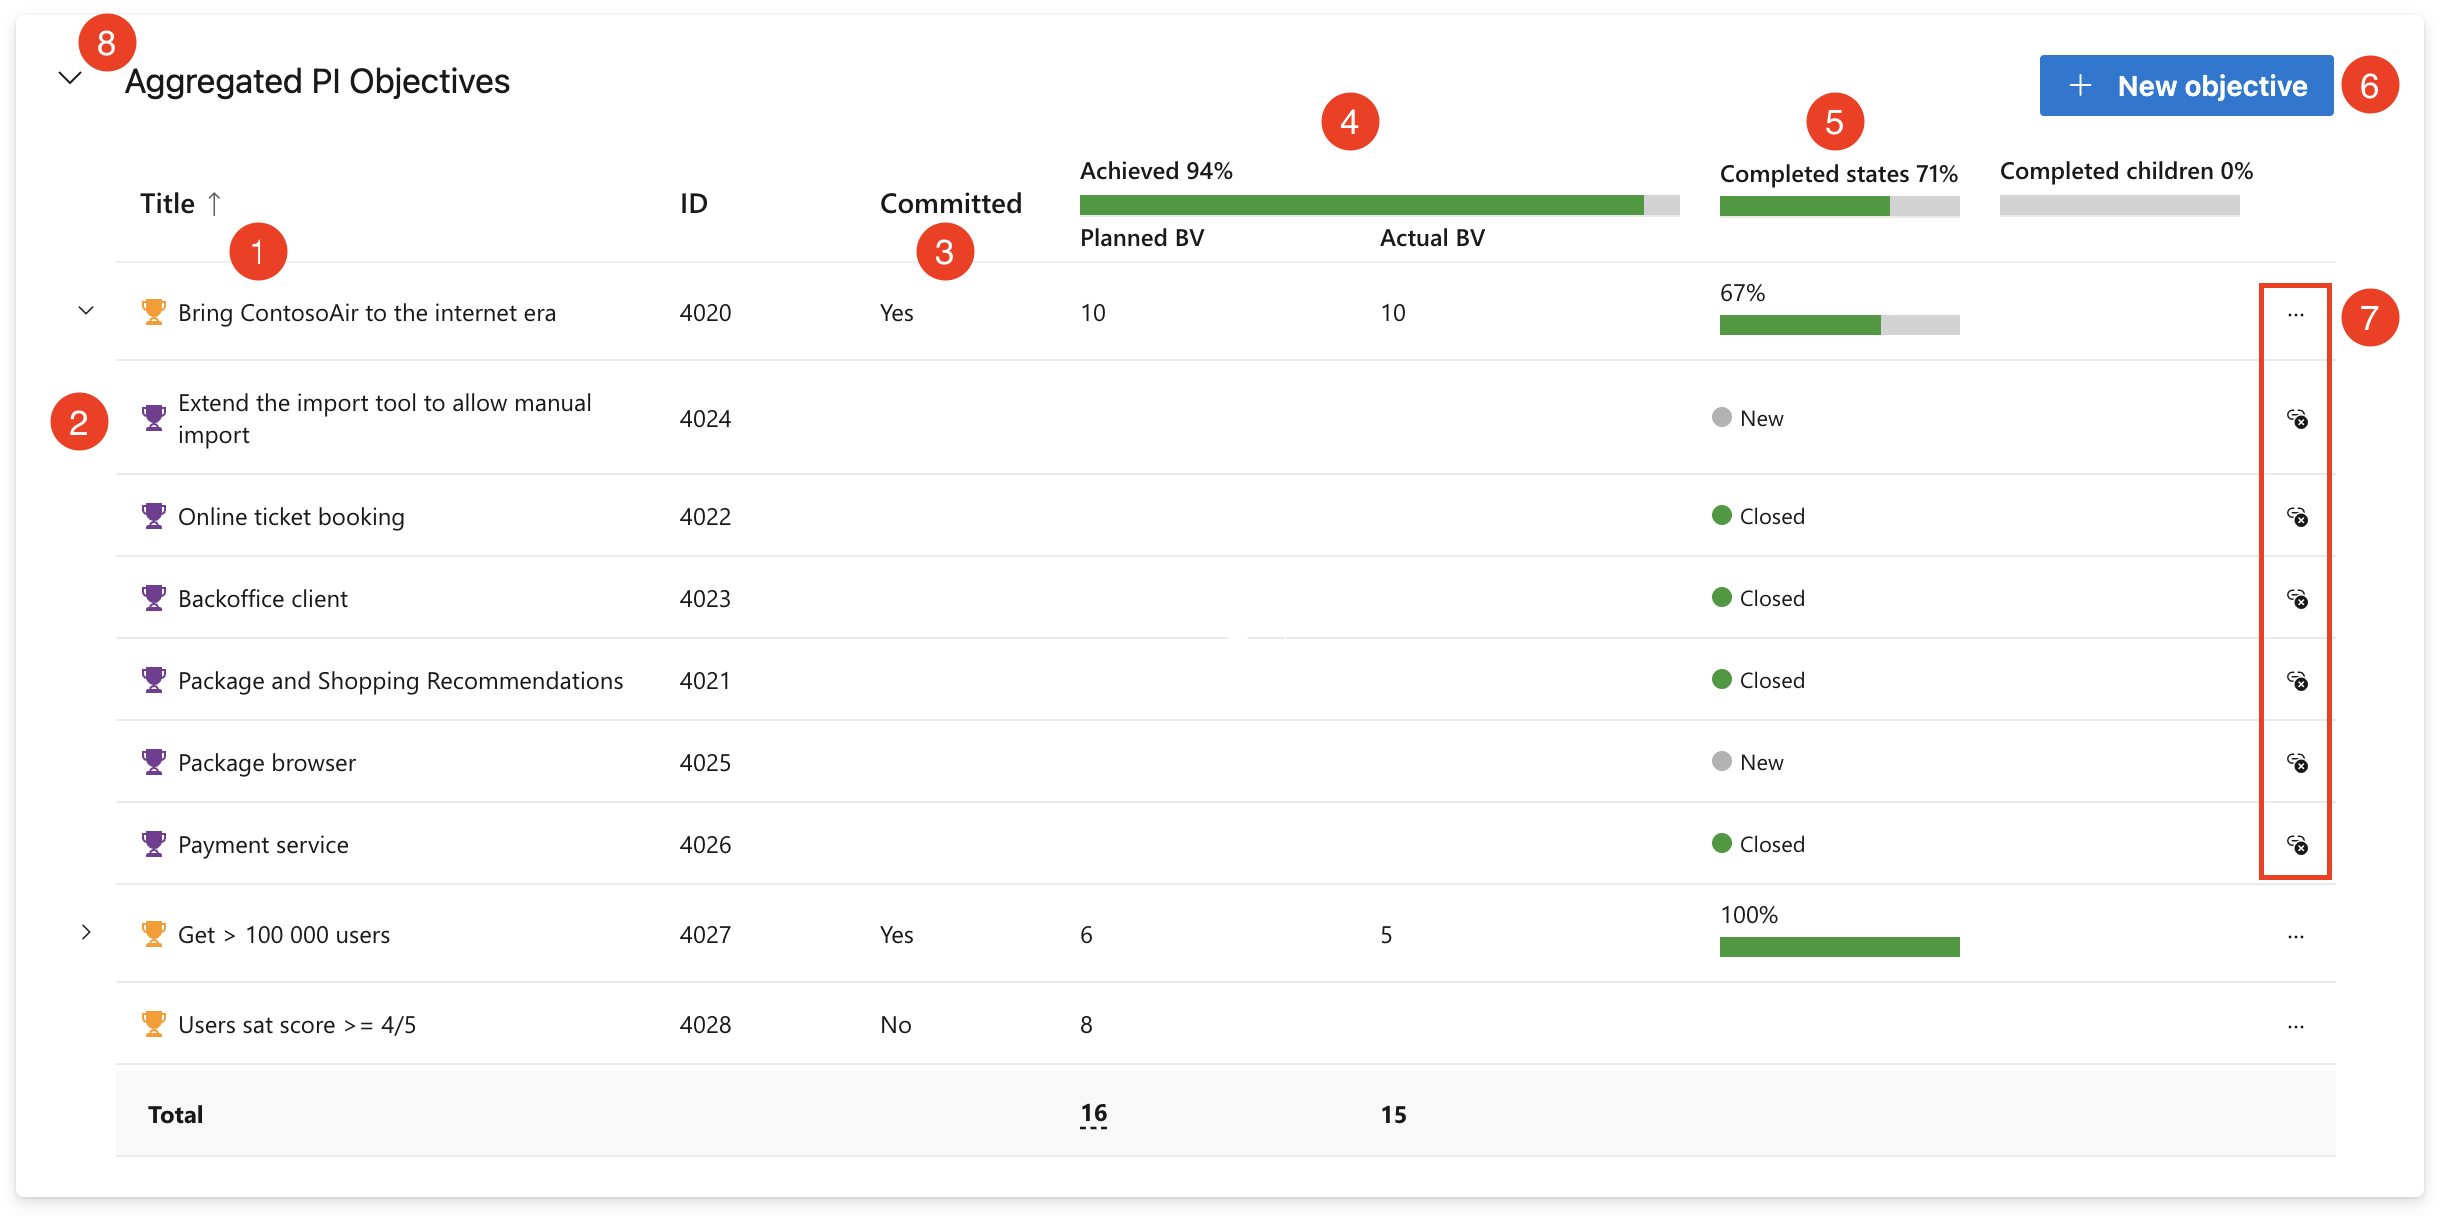 8
Aggregated PI Objectives
+ New objective
6
4
5
Achieved 94%
Completed states 71%
Completed children 0%
Title ↑
ID
Committed
Planned BV
Actual BV
1
3
Bring ContosoAir to the internet era
4020
Yes
10
10
67%
...
7
2
Extend the import tool to allow manual
import
4024
New
Online ticket booking
4022
Closed
Backoffice client
4023
Closed
Package and Shopping Recommendations
4021
Closed
Package browser
4025
New
Payment service
4026
Closed
Get > 100 000 users
4027
Yes
6
5
100%
...
Users sat score >= 4/5
4028
No
8
...
Total
16
15